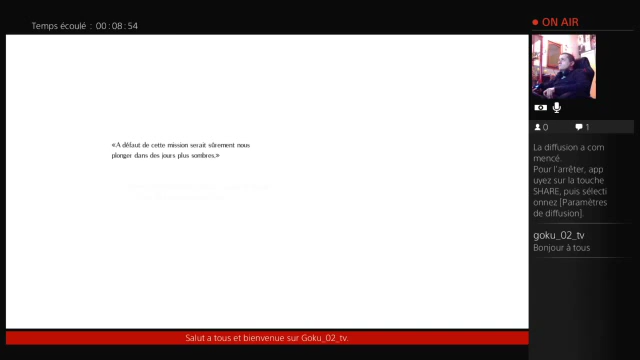 Temps écoulé : 00:08:54
ON AIR
«A défaut de cette mission serait sûrement nous
plonger dans des jours plus sombres.»
0 1
La diffusion a com
mencé.
Pour l'arrêter, app
uyez sur la touche
SHARE, puis sélecti
onnez [Paramètres
de diffusion].
goku_02_tv
Bonjour à tous
Salut a tous et bienvenue sur Goku_02_tv.